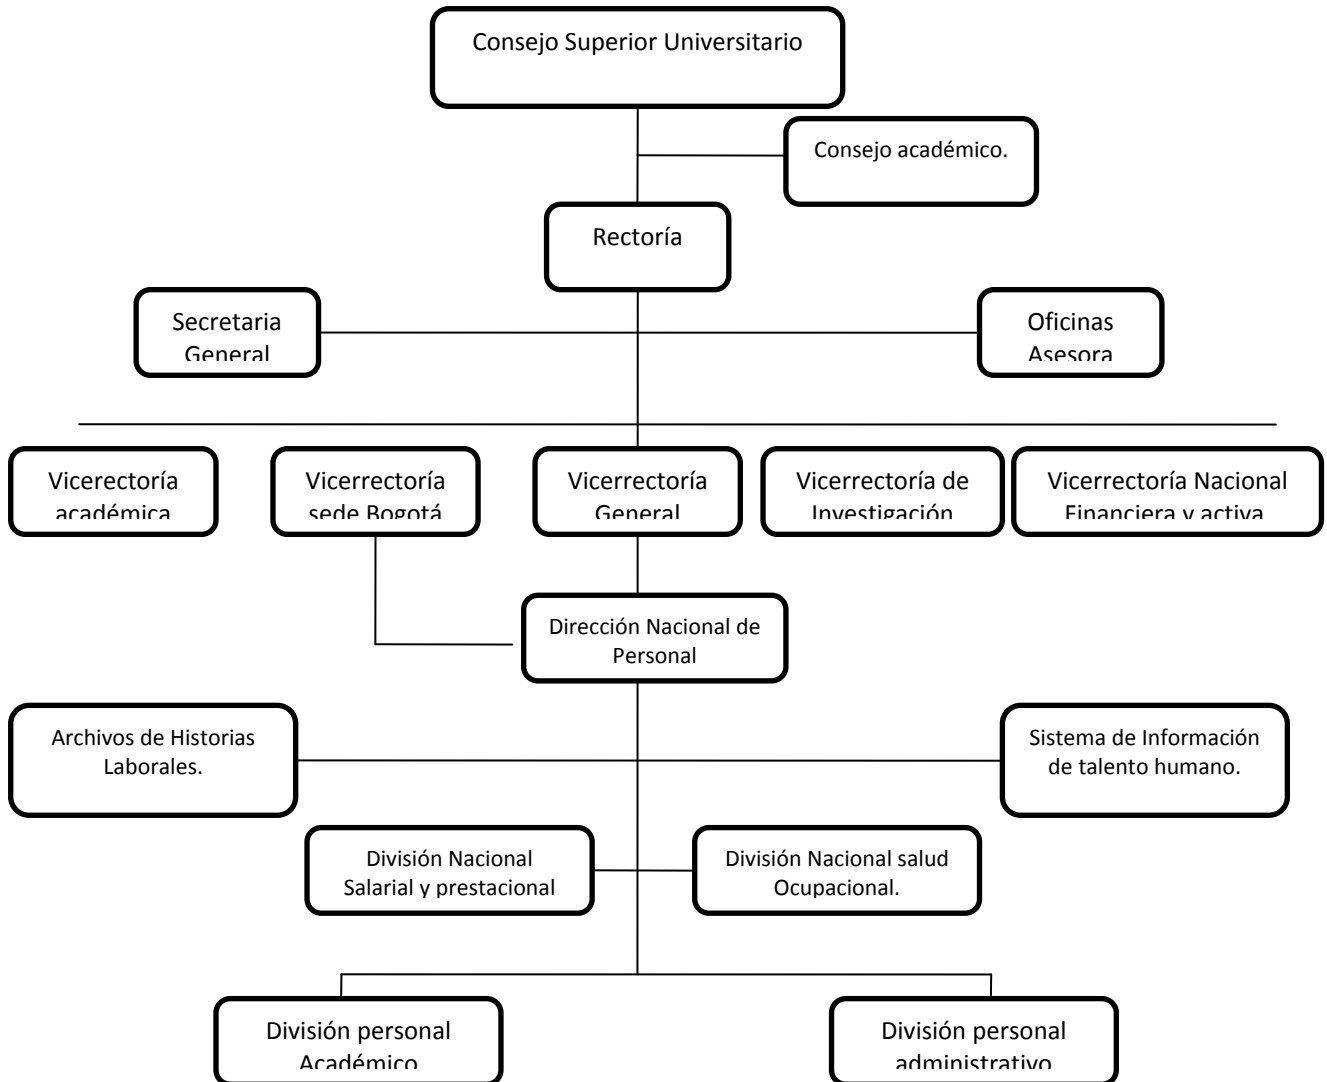 Consejo Superior Universitario
Consejo académico.
Rectoría
Secretaria
General
Oficinas
Asesora
Vicerectoría
académica
Vicerrectoría
sede Bogotá
Vicerrectoría
General
Vicerrectoría de
Investigación
Vicerrectoría Nacional
Financiera y activa
Dirección Nacional de
Personal
Archivos de Historias
Laborales.
Sistema de Información
de talento humano.
División Nacional
Salarial y prestacional
División Nacional salud
Ocupacional.
División personal
Académico
División personal
administrativo